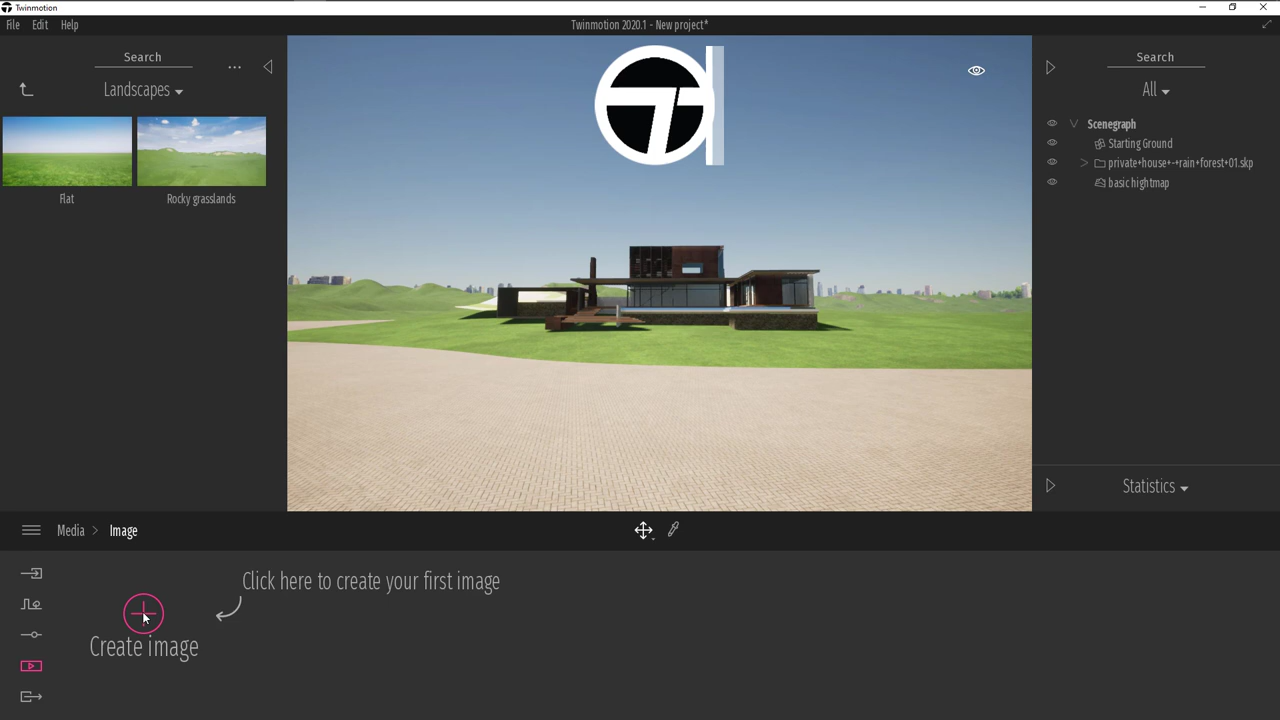 Twinmotion
File Edit Help
Twinmotion 2020.1 - New project*
Search
...
Landscapes
Flat
Rocky grasslands
Search
All
Scenegraph
Starting Ground
private+house+-+rain+forest+01.skp
basic hightmap
Statistics
Media > Image
Click here to create your first image
Create image